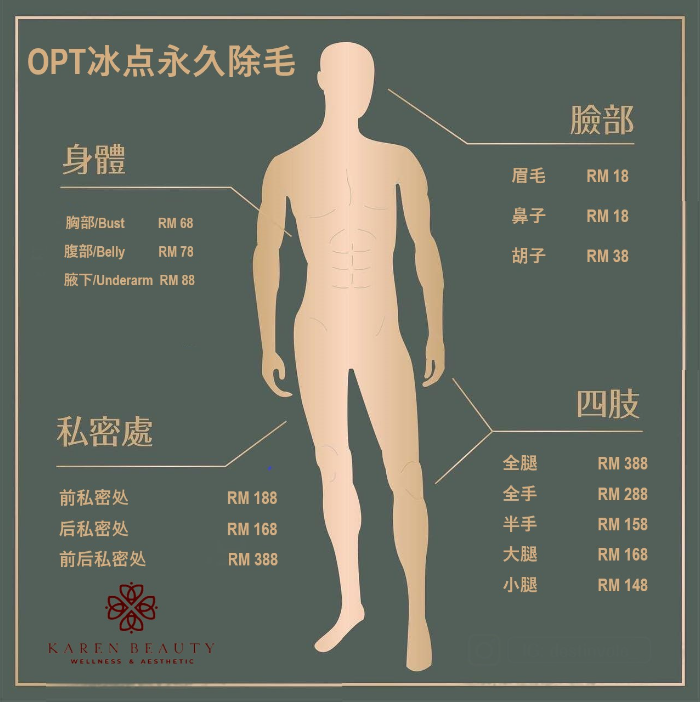 OPT冰点永久除毛
臉部
眉毛 RM 18
鼻子 RM 18
胡子 RM 38
身體
胸部/Bust RM 68
腹部/Belly RM 78
腋下/Underarm RM 88
四肢
全腿 RM 388
全手 RM 288
半手 RM 158
大腿 RM 168
小腿 RM 148
私密處
前私密处 RM 188
后私密处 RM 168
前后私密处 RM 388
KAREN BEAUTY
WELLNESS & AESTHETIC